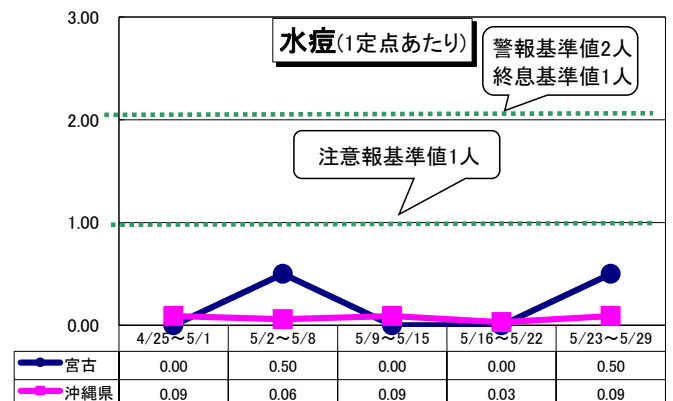 3.00
水痘(1定点あたり)
警報基準値2人
終息基準値1人
2.00
注意報基準値1人
1.00
0.00
4/25～5/1 5/2～5/8 5/9～5/15 5/16～5/22 5/23～5/29
宮古 0.00 0.50 0.00 0.00 0.50
沖縄県 0.09 0.06 0.09 0.03 0.09